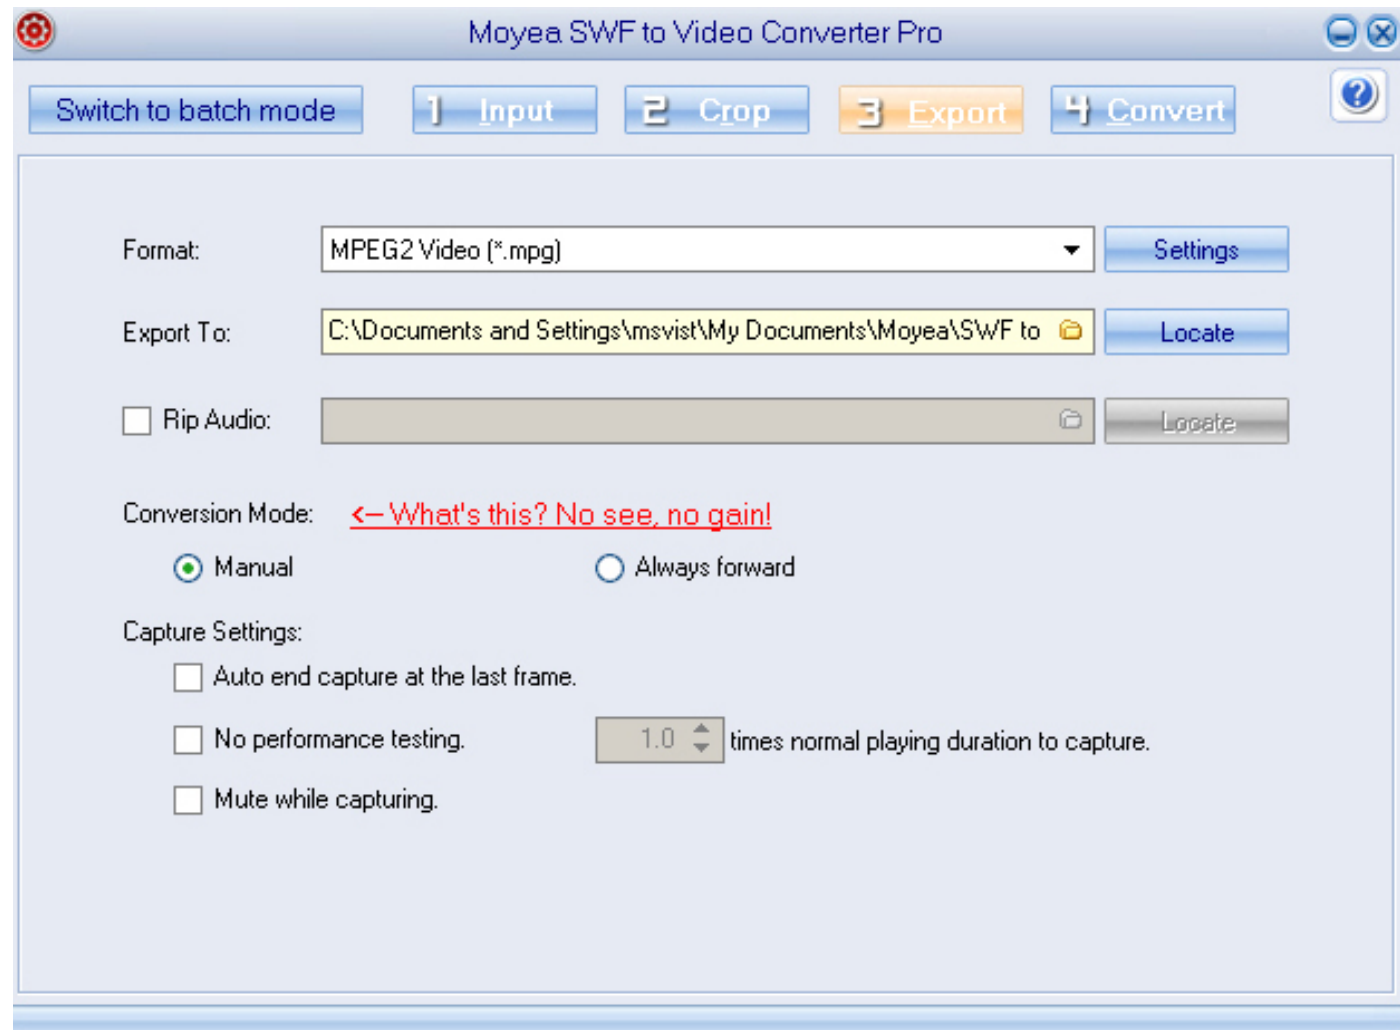 Moyea SWF to Video Converter Pro
Switch to batch mode 1 Input 2 Crop 3 Export 4 Convert ?
Format: MPEG2 Video (*.mpg) Settings
Export To: C:\Documents and Settings\msvist\My Documents\Moyea\SWF to Locate
Rip Audio: Locate
Conversion Mode: <-- What's this? No see, no gain!
Manual Always forward
Capture Settings:
Auto end capture at the last frame.
No performance testing. 1.0 times normal playing duration to capture.
Mute while capturing.